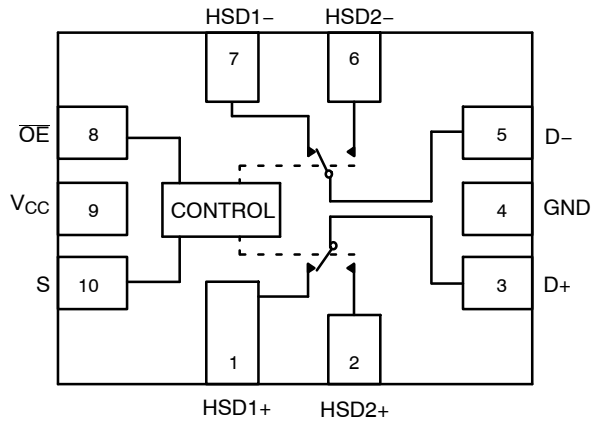 HSD1− HSD2−
7 6
OE 8 5 D−
VCC 9 CONTROL 4 GND
S 10 3 D+
1 2
HSD1+ HSD2+